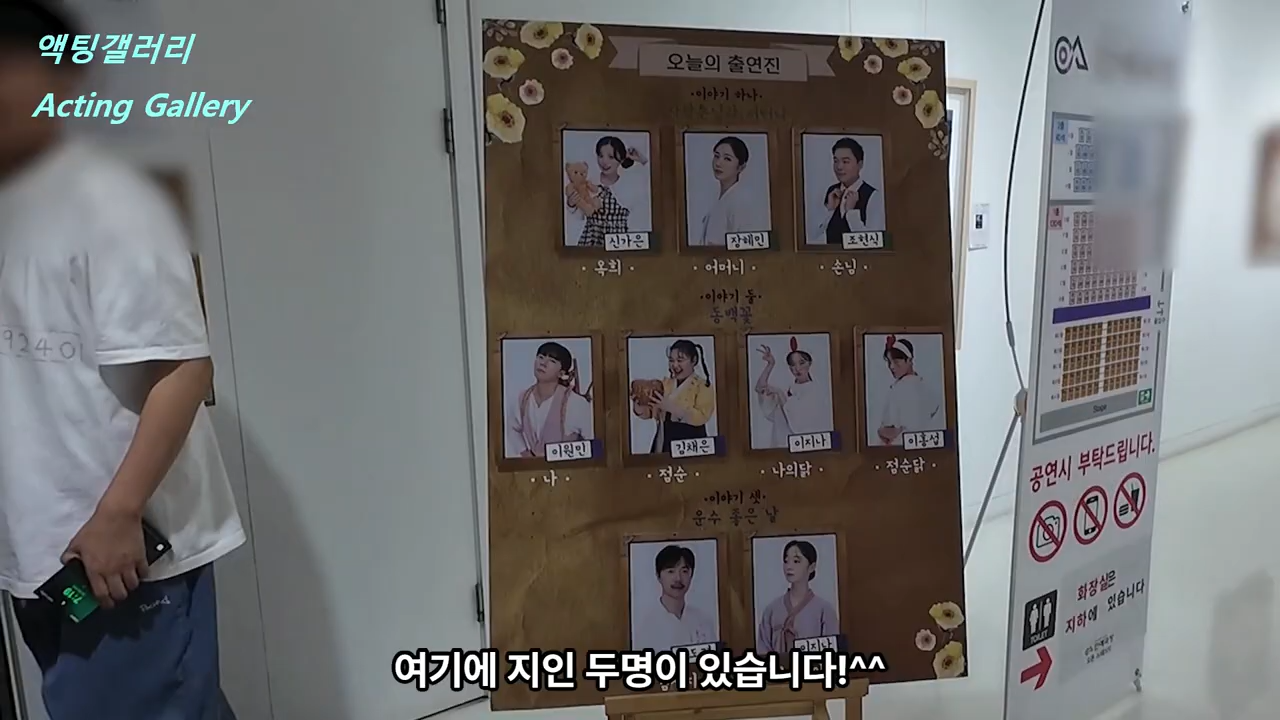 액팅갤러리
Acting Gallery
오늘의 출연진
·이야기 하나·
신가은
장혜민
조현식
·옥희·
·어머니·
·손님·
·이야기 둘·
동백꽃
이원민
김채은
이지나
이홍섭
·나·
·점순·
·나의닭·
·점순닭·
·이야기 셋·
운수 좋은 날
이지나
Stage
공연시 부탁드립니다.
TOILET
화장실은
지하에 있습니다
여기에 지인 두명이 있습니다!^^